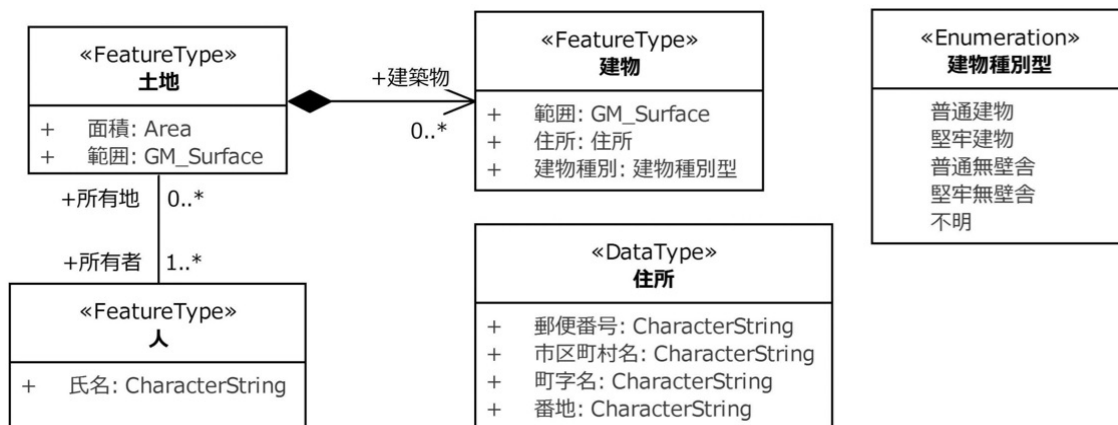 «FeatureType»
土地
+ 面積: Area
+ 範囲: GM_Surface
+建築物
0..*
«FeatureType»
建物
+ 範囲: GM_Surface
+ 住所: 住所
+ 建物種別: 建物種別型
«Enumeration»
建物種別型
普通建物
堅牢建物
普通無壁舎
堅牢無壁舎
不明
+所有地 0..*
+所有者 1..*
«FeatureType»
人
+ 氏名: CharacterString
«DataType»
住所
+ 郵便番号: CharacterString
+ 市区町村名: CharacterString
+ 町字名: CharacterString
+ 番地: CharacterString